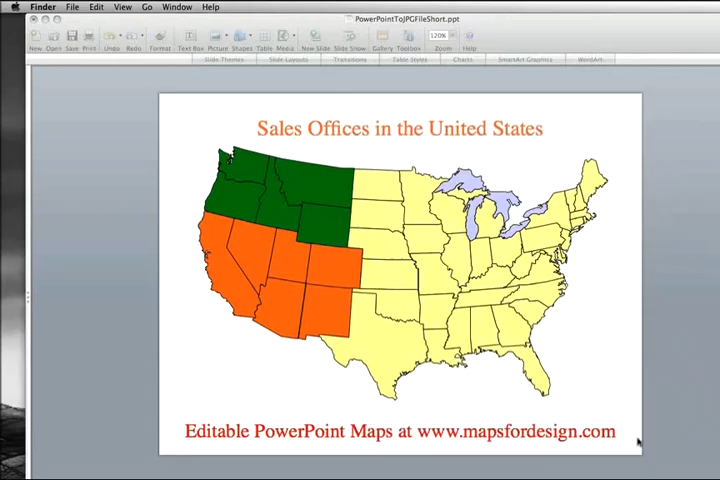 Finder File Edit View Go Window Help
PowerPointToJPGFileShort.ppt
New Open Save Print Undo Redo Format Text Box Picture Shapes Table Media New Slide Slide Show Gallery Toolbox Zoom Help
120%
Slide Themes Slide Layouts Transitions Table Styles Charts SmartArt Graphics WordArt
Sales Offices in the United States
Editable PowerPoint Maps at www.mapsfordesign.com